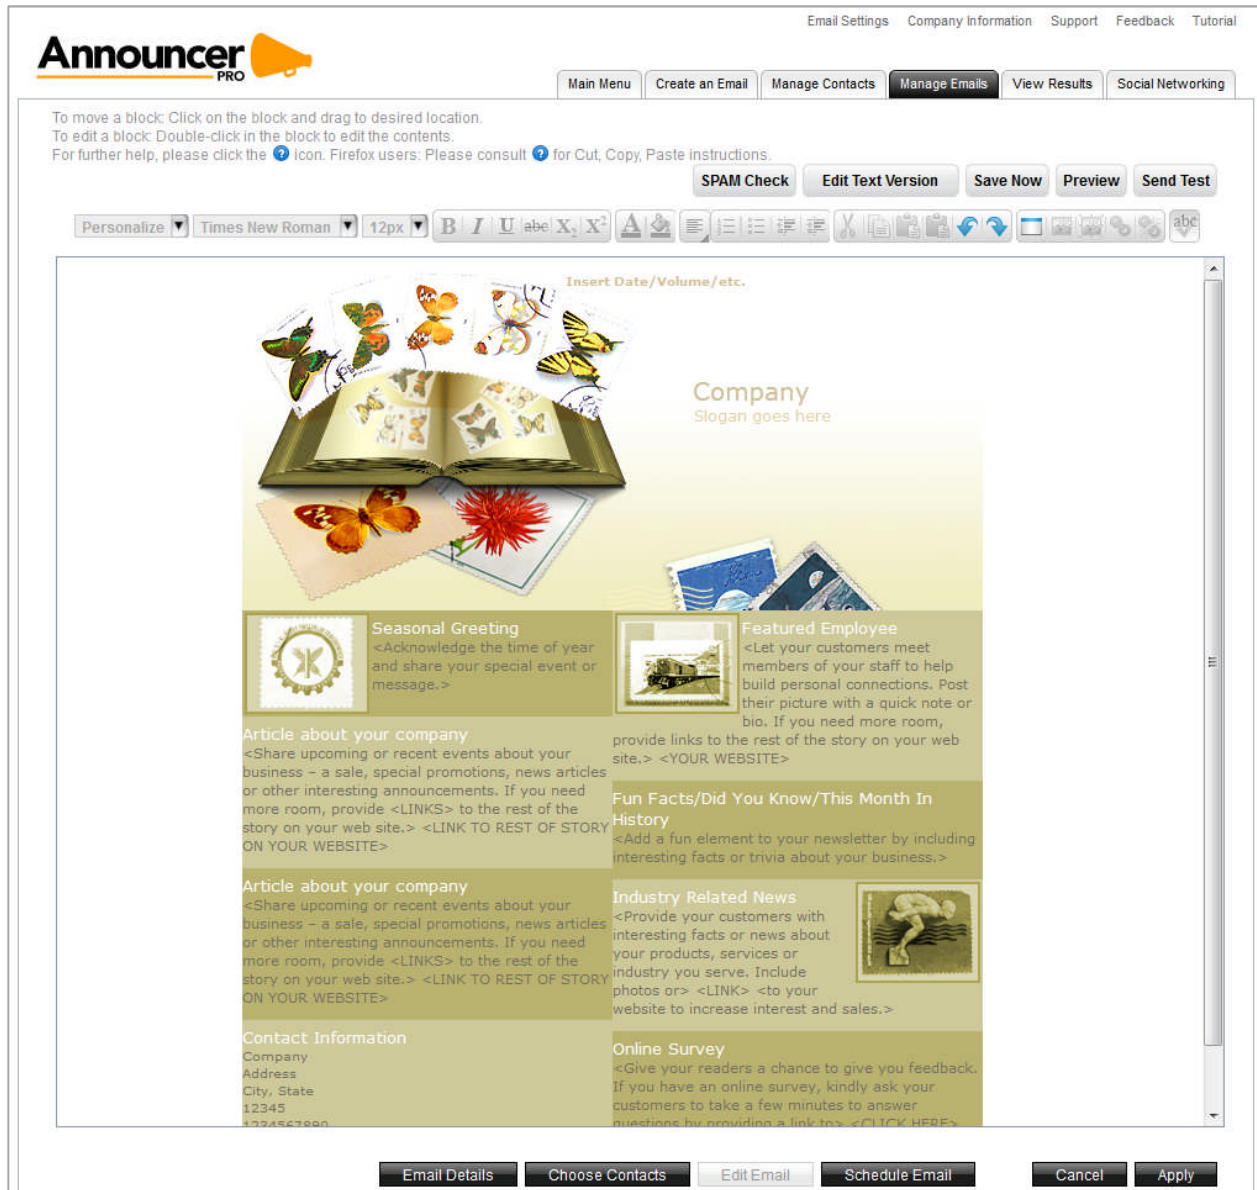 Email Settings Company Information Support Feedback Tutorial
Announcer
PRO
Main Menu Create an Email Manage Contacts Manage Emails View Results Social Networking
To move a block: Click on the block and drag to desired location.
To edit a block: Double-click in the block to edit the contents.
For further help, please click the ? icon. Firefox users: Please consult ? for Cut, Copy, Paste instructions.
SPAM Check Edit Text Version Save Now Preview Send Test
Personalize Times New Roman 12px B I U abc X2 X2 A abc
Insert Date/Volume/etc.
Company
Slogan goes here
Seasonal Greeting
<Acknowledge the time of year
and share your special event or
message.>
Article about your company
<Share upcoming or recent events about your
business – a sale, special promotions, news articles
or other interesting announcements. If you need
more room, provide <LINKS> to the rest of the
story on your web site.> <LINK TO REST OF STORY
ON YOUR WEBSITE>
Article about your company
<Share upcoming or recent events about your
business – a sale, special promotions, news articles
or other interesting announcements. If you need
more room, provide <LINKS> to the rest of the
story on your web site.> <LINK TO REST OF STORY
ON YOUR WEBSITE>
Contact Information
Company
Address
City, State
12345
1234567890
Featured Employee
<Let your customers meet
members of your staff to help
build personal connections. Post
their picture with a quick note or
bio. If you need more room,
provide links to the rest of the story on your web
site.> <YOUR WEBSITE>
Fun Facts/Did You Know/This Month In
History
<Add a fun element to your newsletter by including
interesting facts or trivia about your business.>
Industry Related News
<Provide your customers with
interesting facts or news about
your products, services or
industry you serve. Include
photos or> <LINK> <to your
website to increase interest and sales.>
Online Survey
<Give your readers a chance to give you feedback.
If you have an online survey, kindly ask your
customers to take a few minutes to answer
questions by providing a link to> <CLICK HERE>
Email Details Choose Contacts Edit Email Schedule Email Cancel Apply